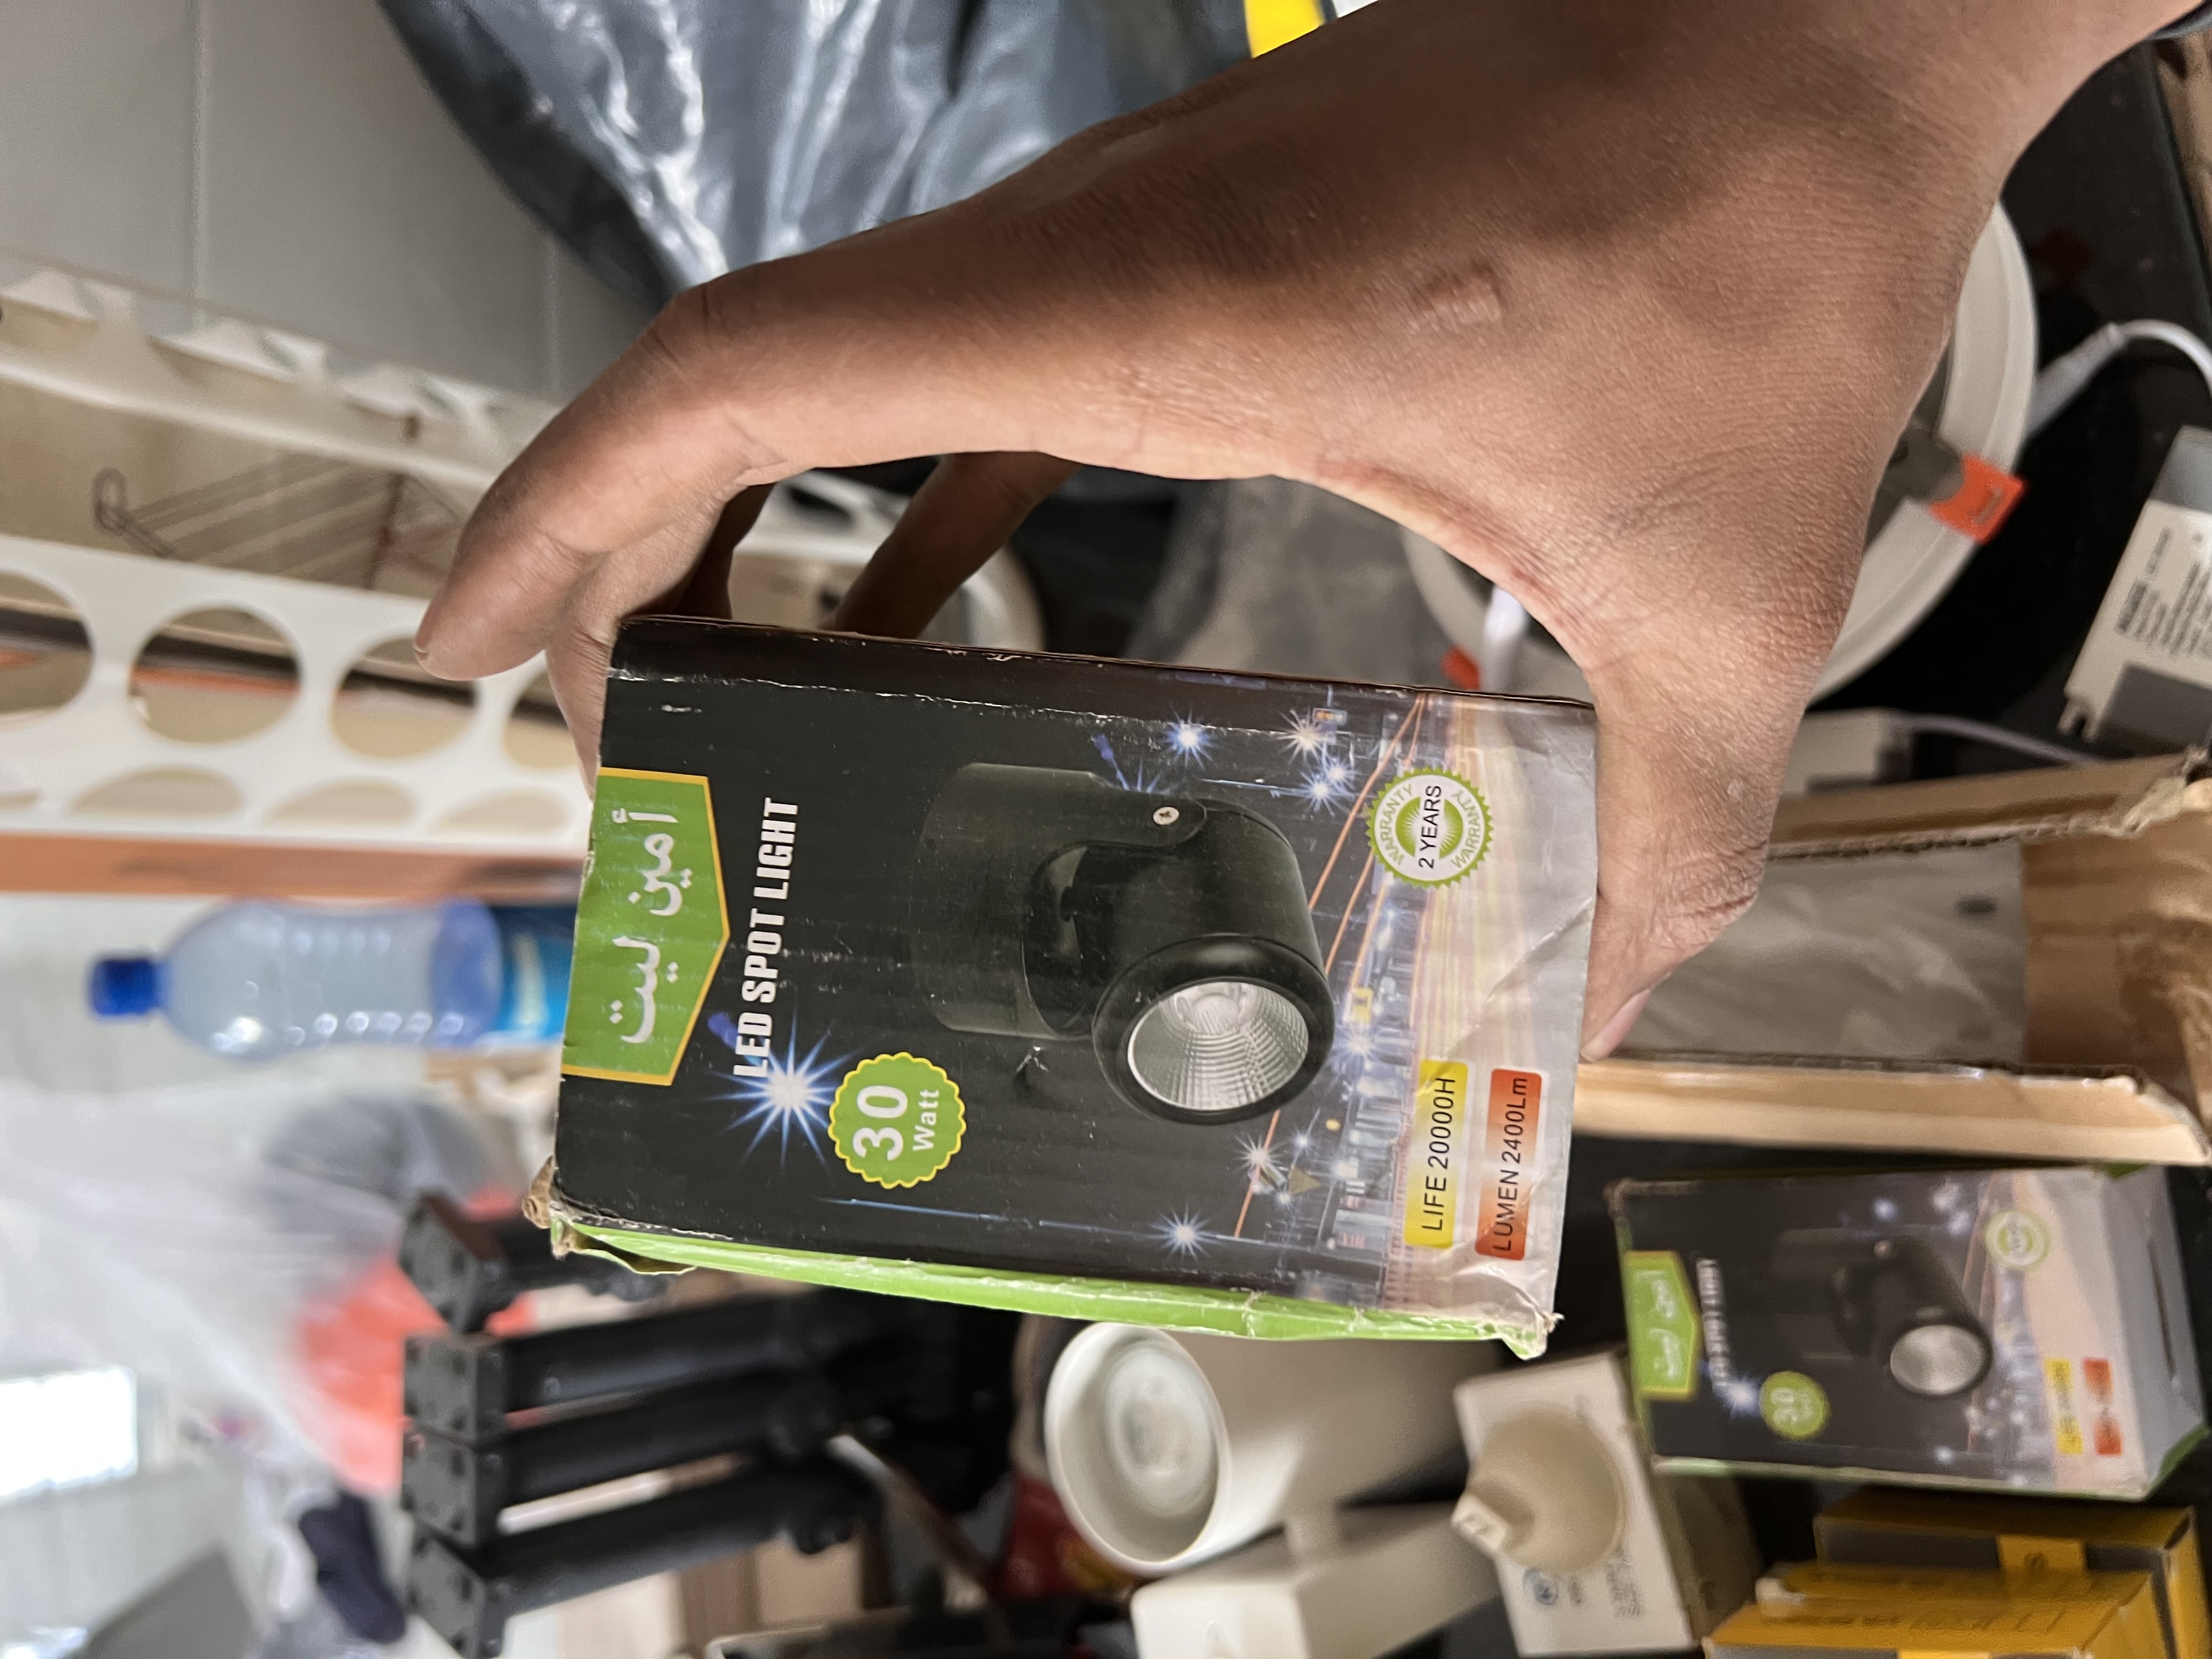 أمين ليت
LED SPOT LIGHT
30
Watt
WARRANTY
2 YEARS
WARRANTY
LIFE 20000H
LUMEN 2400Lm
أمين ليت
LED SPOT LIGHT
30